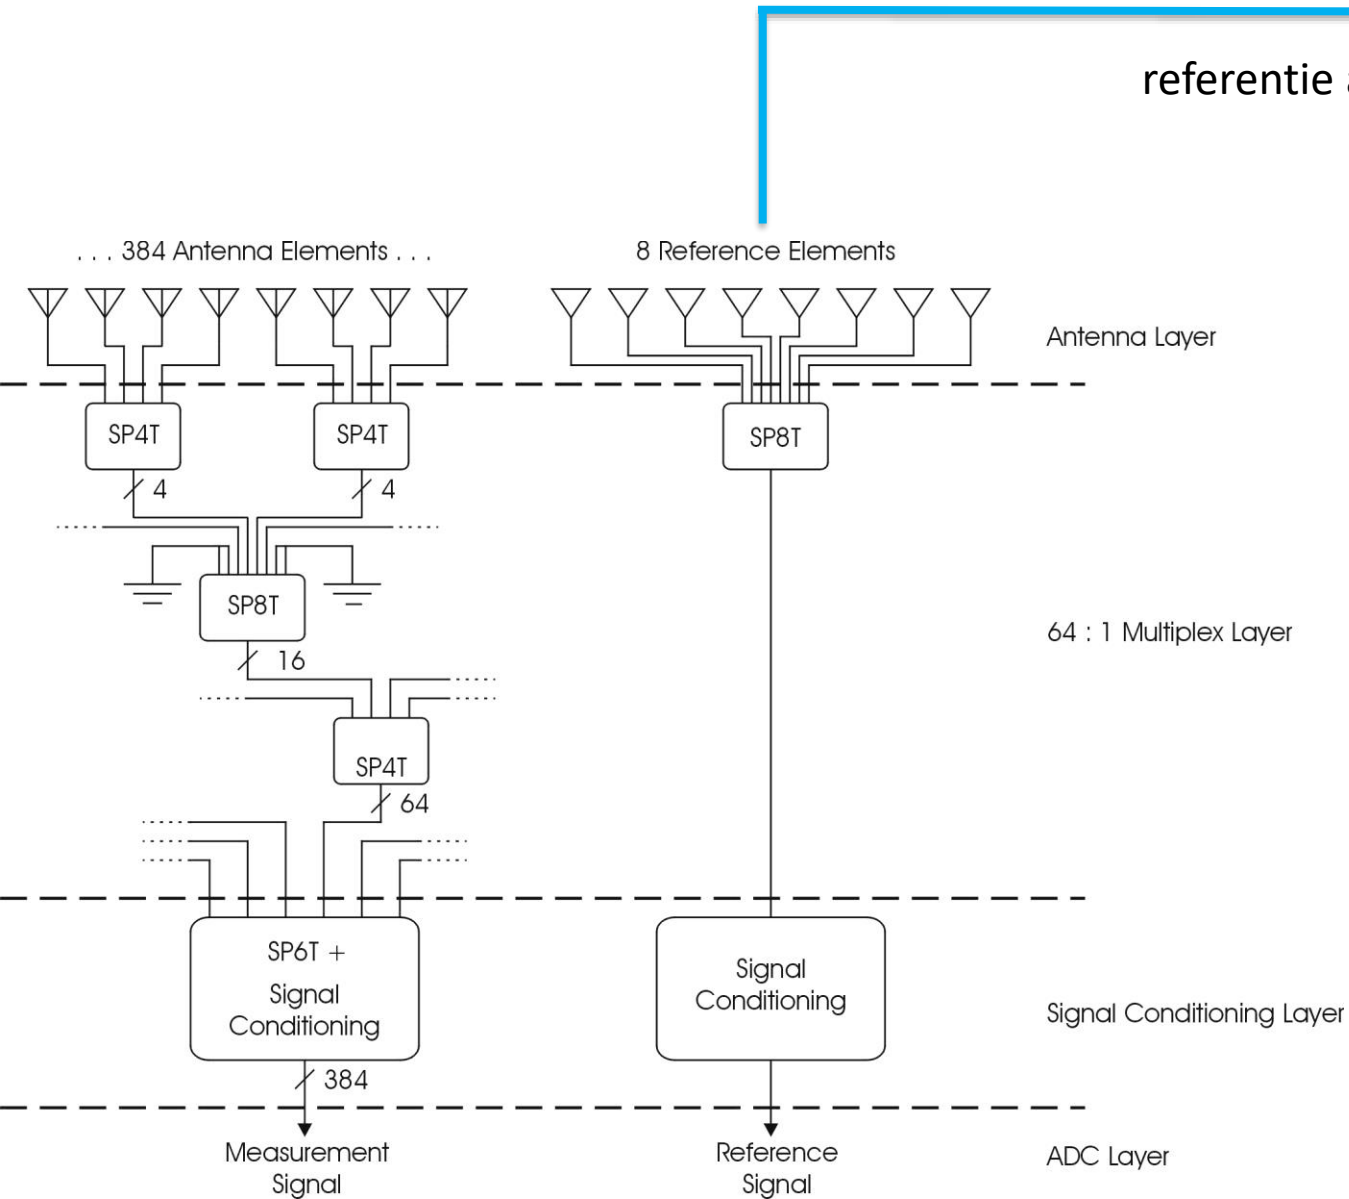 referentie
. . . 384 Antenna Elements . . .
8 Reference Elements
Antenna Layer
SP4T
SP4T
SP8T
4
4
SP8T
64 : 1 Multiplex Layer
16
SP4T
64
SP6T +
Signal
Conditioning
Signal
Conditioning
Signal Conditioning Layer
384
Measurement
Signal
Reference
Signal
ADC Layer